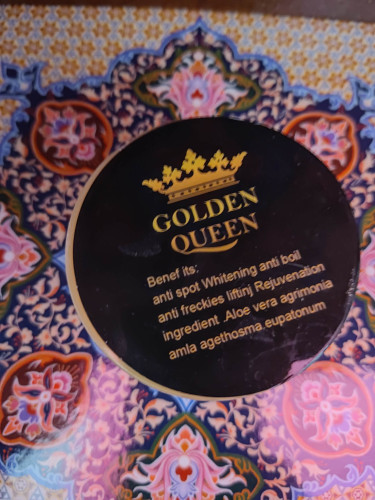 GOLDEN
QUEEN
Benef its:
anti spot Whitening anti boil
anti freckies liftinj Rejuvenation
ingredient .Aloe vera agrimonia
amla agethosma.eupatonum